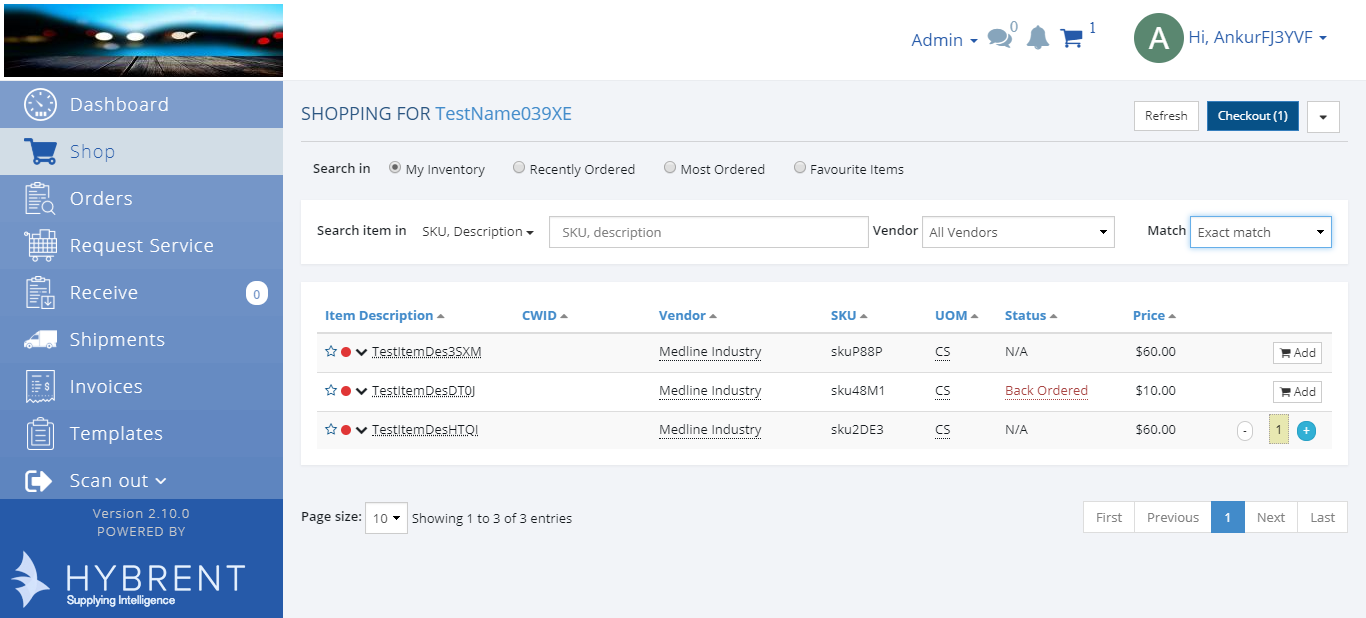 Admin 0 1 A Hi, AnkurFJ3YVF
Dashboard
Shop
Orders
Request Service
Receive 0
Shipments
Invoices
Templates
Scan out
Version 2.10.0
POWERED BY
HYBRENT
Supplying Intelligence
SHOPPING FOR TestName039XE Refresh Checkout (1)
Search in My Inventory Recently Ordered Most Ordered Favourite Items
Search item in SKU, Description SKU, description Vendor All Vendors Match Exact match
Item Description CWID Vendor SKU UOM Status Price
TestItemDes3SXM Medline Industry skuP88P CS N/A $60.00 Add
TestItemDesDT0J Medline Industry sku48M1 CS Back Ordered $10.00 Add
TestItemDesHTQI Medline Industry sku2DE3 CS N/A $60.00 - 1 +
Page size: 10 Showing 1 to 3 of 3 entries First Previous 1 Next Last